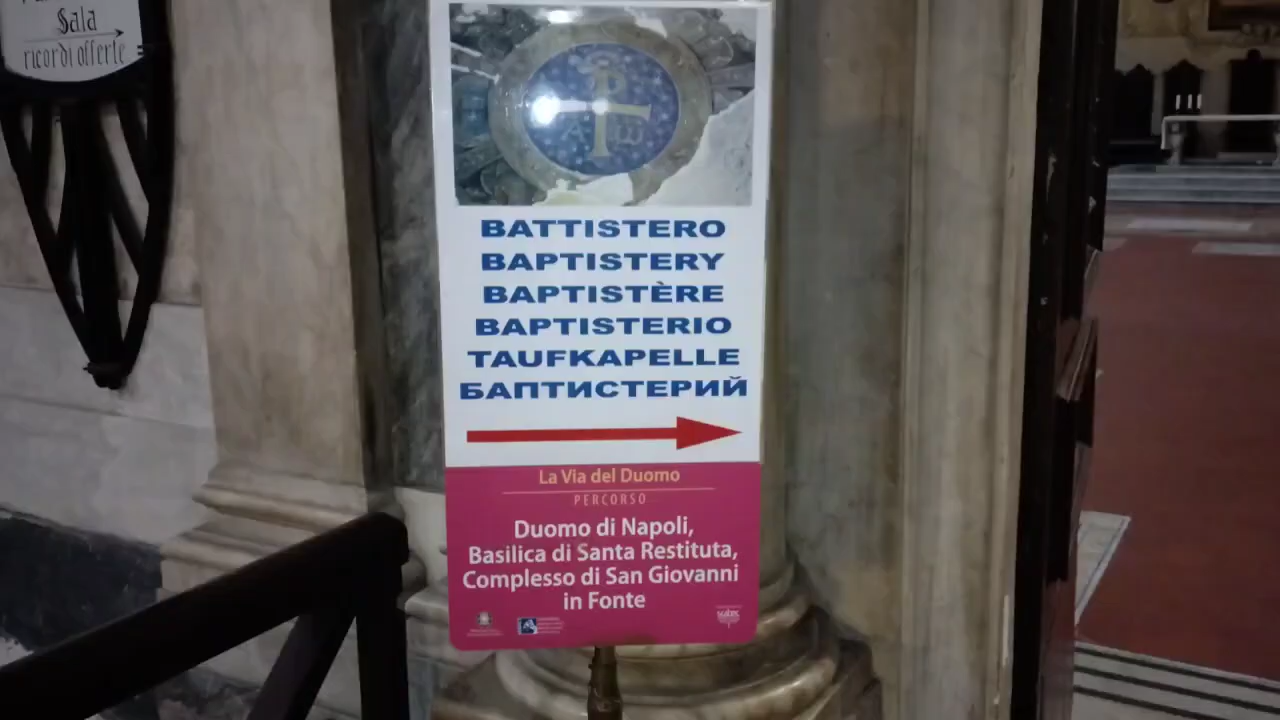 Sala
ricordi offerte
BATTISTERO
BAPTISTERY
BAPTISTÈRE
BAPTISTERIO
TAUFKAPELLE
БАПТИСТЕРИЙ
La Via del Duomo
PERCORSO
Duomo di Napoli,
Basilica di Santa Restituta,
Complesso di San Giovanni
in Fonte